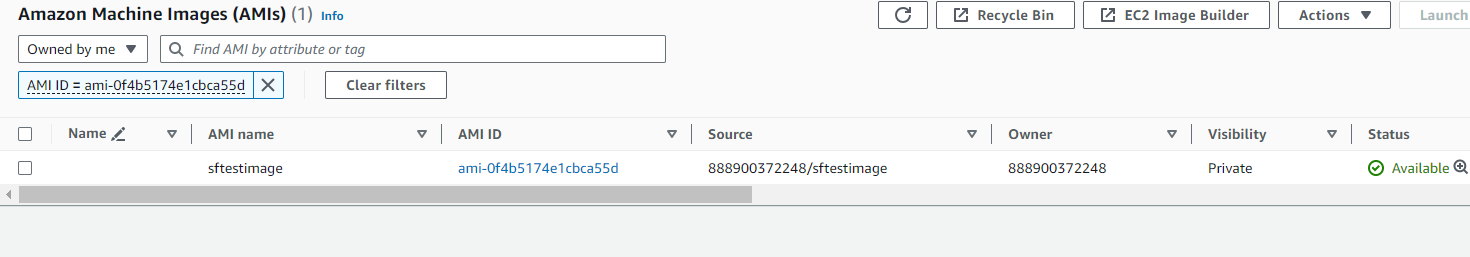 Amazon Machine Images (AMIs) (1) Info
Recycle Bin EC2 Image Builder Actions Launch
Owned by me Find AMI by attribute or tag
AMI ID = ami-0f4b5174e1cbca55d Clear filters
Name AMI name AMI ID Source Owner Visibility Status
sftestimage ami-0f4b5174e1cbca55d 888900372248/sftestimage 888900372248 Private Available